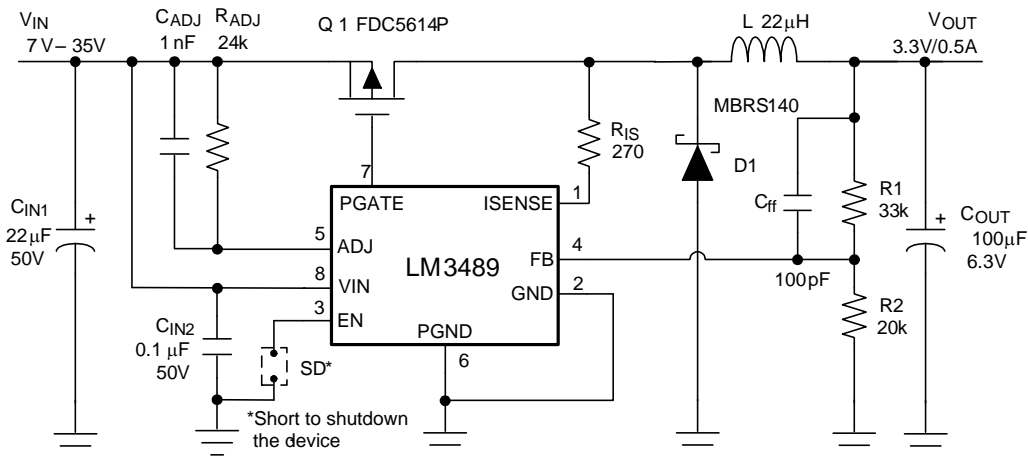 VIN
7 V – 35V
CADJ
1 nF
RADJ
24k
Q 1 FDC5614P
L 22μH
VOUT
3.3V/0.5A
MBRS140
RIS
270
D1
7
PGATE
ISENSE
1
Cff
R1
33k
CIN1
22μF
50V
+
5
ADJ
LM3489
FB
4
100pF
+
COUT
100μF
6.3V
8
VIN
GND
2
3
EN
PGND
6
R2
20k
CIN2
0.1 μF
50V
SD*
*Short to shutdown
the device